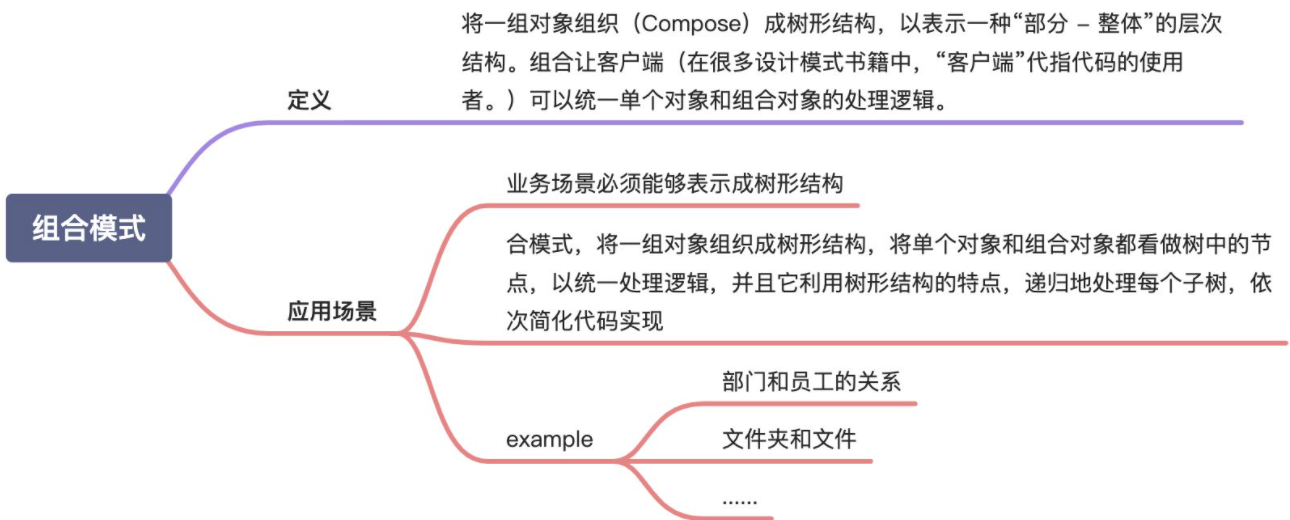 将一组对象组织（Compose）成树形结构，以表示一种“部分 – 整体”的层次
结构。组合让客户端（在很多设计模式书籍中，“客户端”代指代码的使用
者。）可以统一单个对象和组合对象的处理逻辑。
定义
组合模式
应用场景
业务场景必须能够表示成树形结构
合模式，将一组对象组织成树形结构，将单个对象和组合对象都看做树中的节
点，以统一处理逻辑，并且它利用树形结构的特点，递归地处理每个子树，依
次简化代码实现
example
部门和员工的关系
文件夹和文件
......